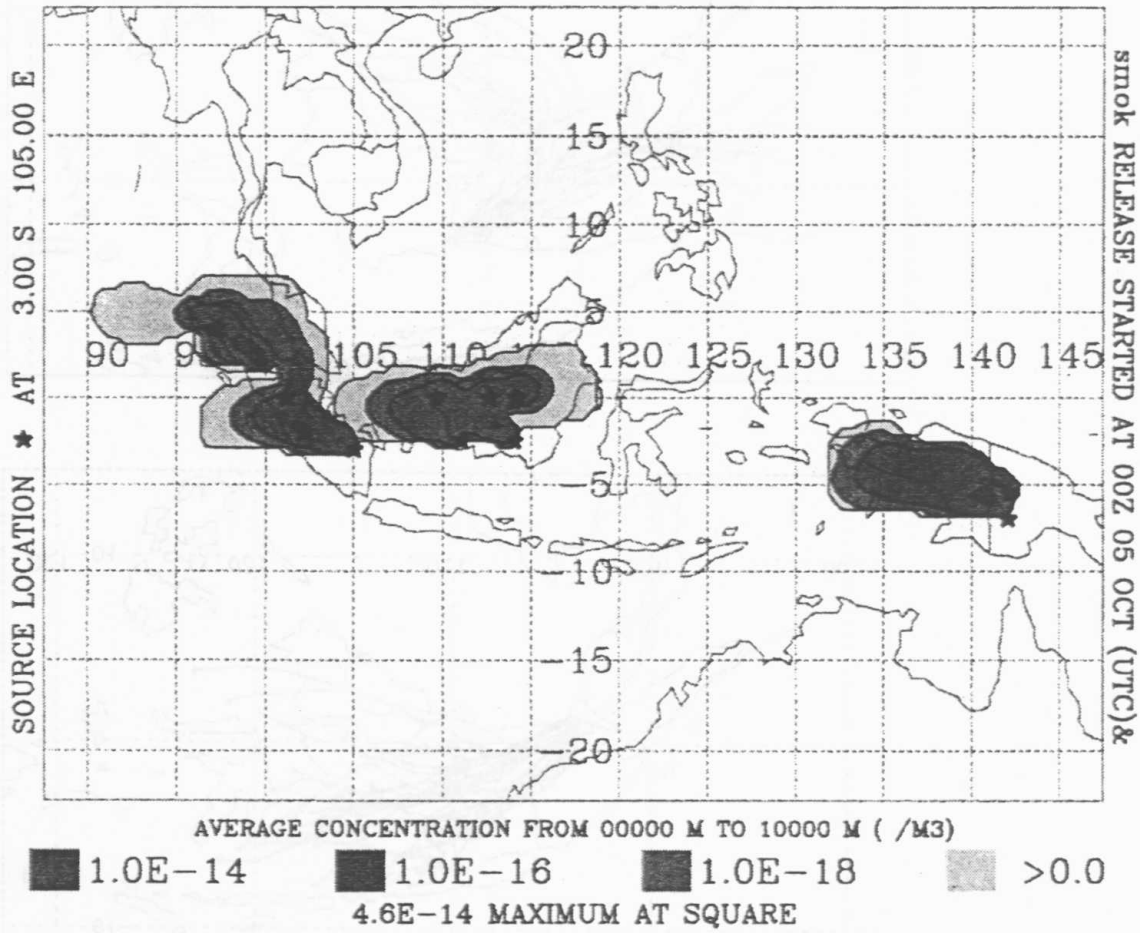 SOURCE LOCATION ★ AT 3.00 S 105.00 E
20
15
10
5
90 9 105 110 115 120 125 130 135 140 145
-5
-10
-15
-20
smok RELEASE STARTED AT 00Z 05 OCT (UTC)&
AVERAGE CONCENTRATION FROM 00000 M TO 10000 M ( /M3)
1.0E-14 1.0E-16 1.0E-18 >0.0
4.6E-14 MAXIMUM AT SQUARE